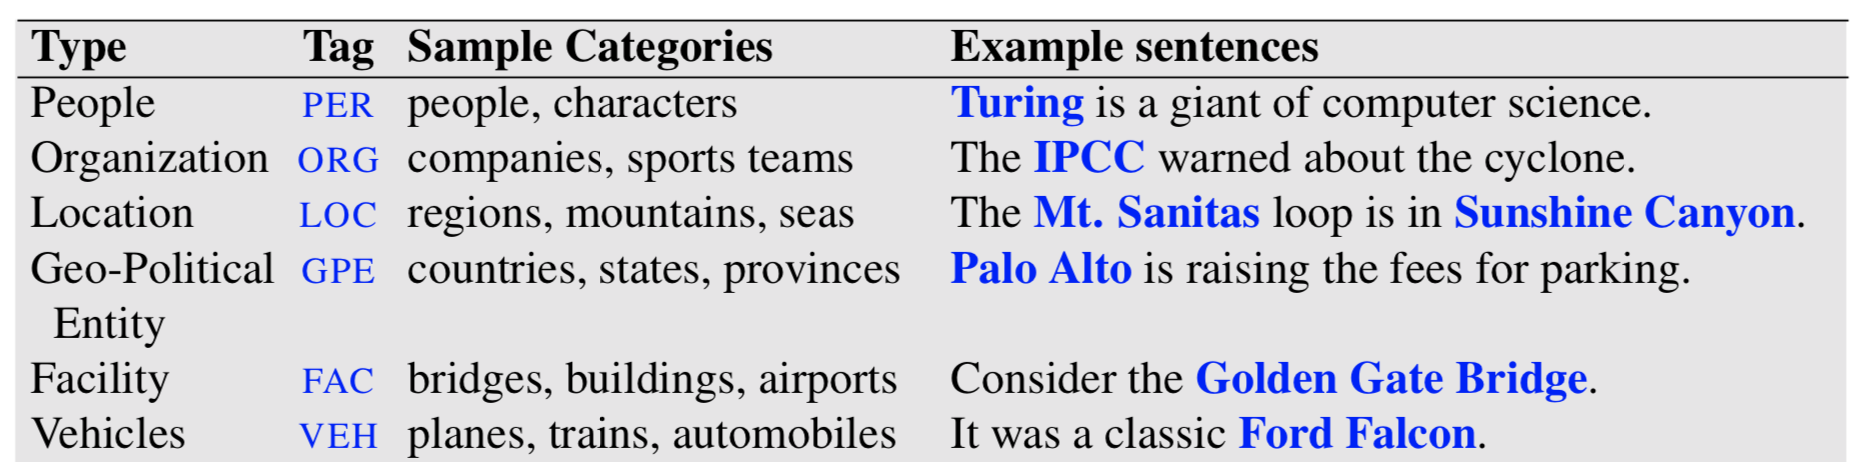 Type Tag Sample Categories Example sentences
People PER people, characters Turing is a giant of computer science.
Organization ORG companies, sports teams The IPCC warned about the cyclone.
Location LOC regions, mountains, seas The Mt. Sanitas loop is in Sunshine Canyon.
Geo-Political GPE countries, states, provinces Palo Alto is raising the fees for parking.
Entity
Facility FAC bridges, buildings, airports Consider the Golden Gate Bridge.
Vehicles VEH planes, trains, automobiles It was a classic Ford Falcon.